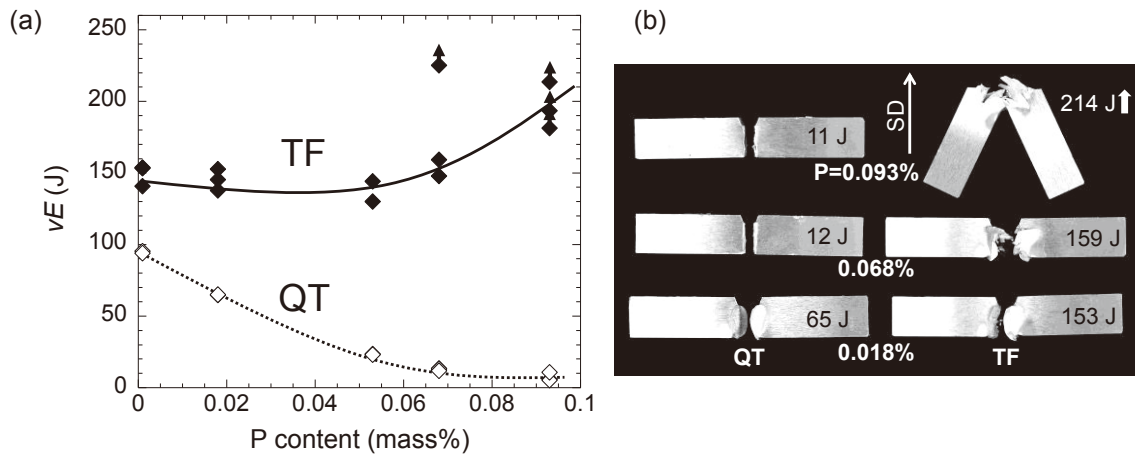 (a)
250
200
150
100
50
0
vE (J)
TF
QT
0
0.02
0.04
0.06
0.08
0.1
P content (mass%)
(b)
SD
11 J
214 J
P=0.093%
12 J
159 J
0.068%
65 J
153 J
QT
0.018%
TF